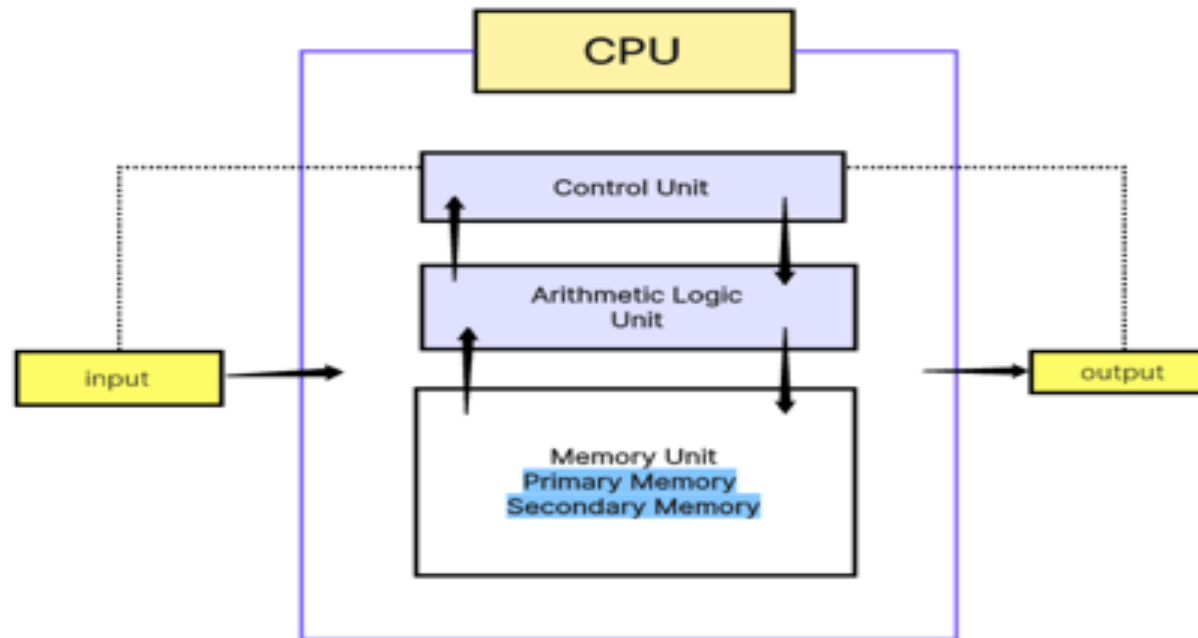 CPU
Control Unit
Arithmetic Logic
Unit
input
output
Memory Unit
Primary Memory
Secondary Memory